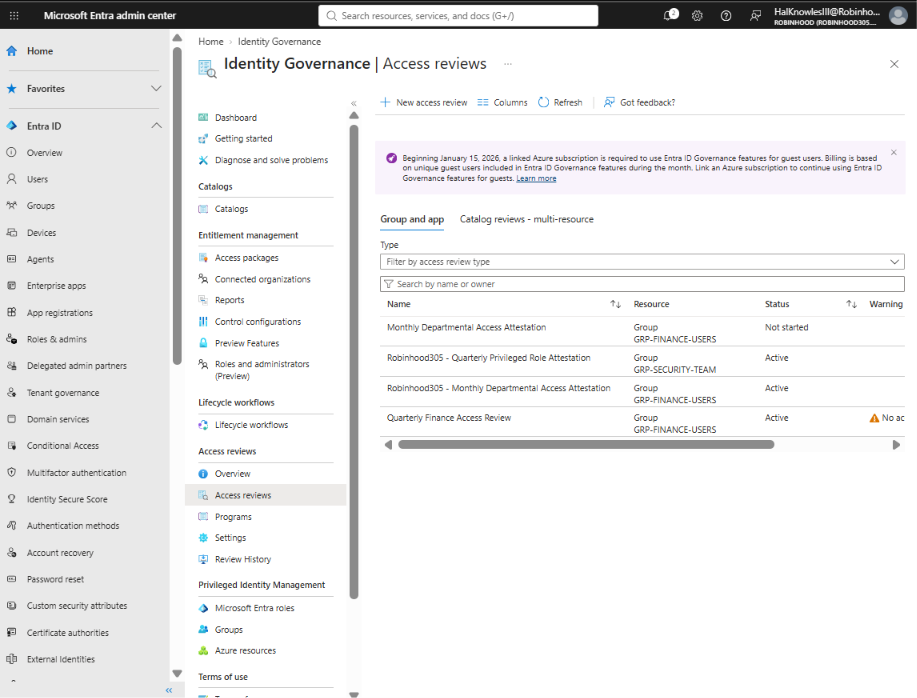 Microsoft Entra admin center
Search resources, services, and docs (G+/)
2
HalKnowlesIII@Robinho...
ROBINHOOD (ROBINHOOD305....
Home
Favorites
Entra ID
Overview
Users
Groups
Devices
Agents
Enterprise apps
App registrations
Roles & admins
Delegated admin partners
Tenant governance
Domain services
Conditional Access
Multifactor authentication
Identity Secure Score
Authentication methods
Account recovery
Password reset
Custom security attributes
Certificate authorities
External Identities
Home > Identity Governance
Identity Governance | Access reviews ...
Dashboard
Getting started
Diagnose and solve problems
Catalogs
Catalogs
Entitlement management
Access packages
Connected organizations
Reports
Control configurations
Preview Features
Roles and administrators
(Preview)
Lifecycle workflows
Lifecycle workflows
Access reviews
Overview
Access reviews
Programs
Settings
Review History
Privileged Identity Management
Microsoft Entra roles
Groups
Azure resources
Terms of use
New access review Columns Refresh Got feedback?
Beginning January 15, 2026, a linked Azure subscription is required to use Entra ID Governance features for guest users. Billing is based
on unique guest users included in Entra ID Governance features during the month. Link an Azure subscription to continue using Entra ID
Governance features for guests. Learn more
Group and app Catalog reviews - multi-resource
Type
Filter by access review type
Search by name or owner
Name Resource Status Warning
Monthly Departmental Access Attestation Group Not started
GRP-FINANCE-USERS
Robinhood305 - Quarterly Privileged Role Attestation Group Active
GRP-SECURITY-TEAM
Robinhood305 - Monthly Departmental Access Attestation Group Active
GRP-FINANCE-USERS
Quarterly Finance Access Review Group Active No ac
GRP-FINANCE-USERS